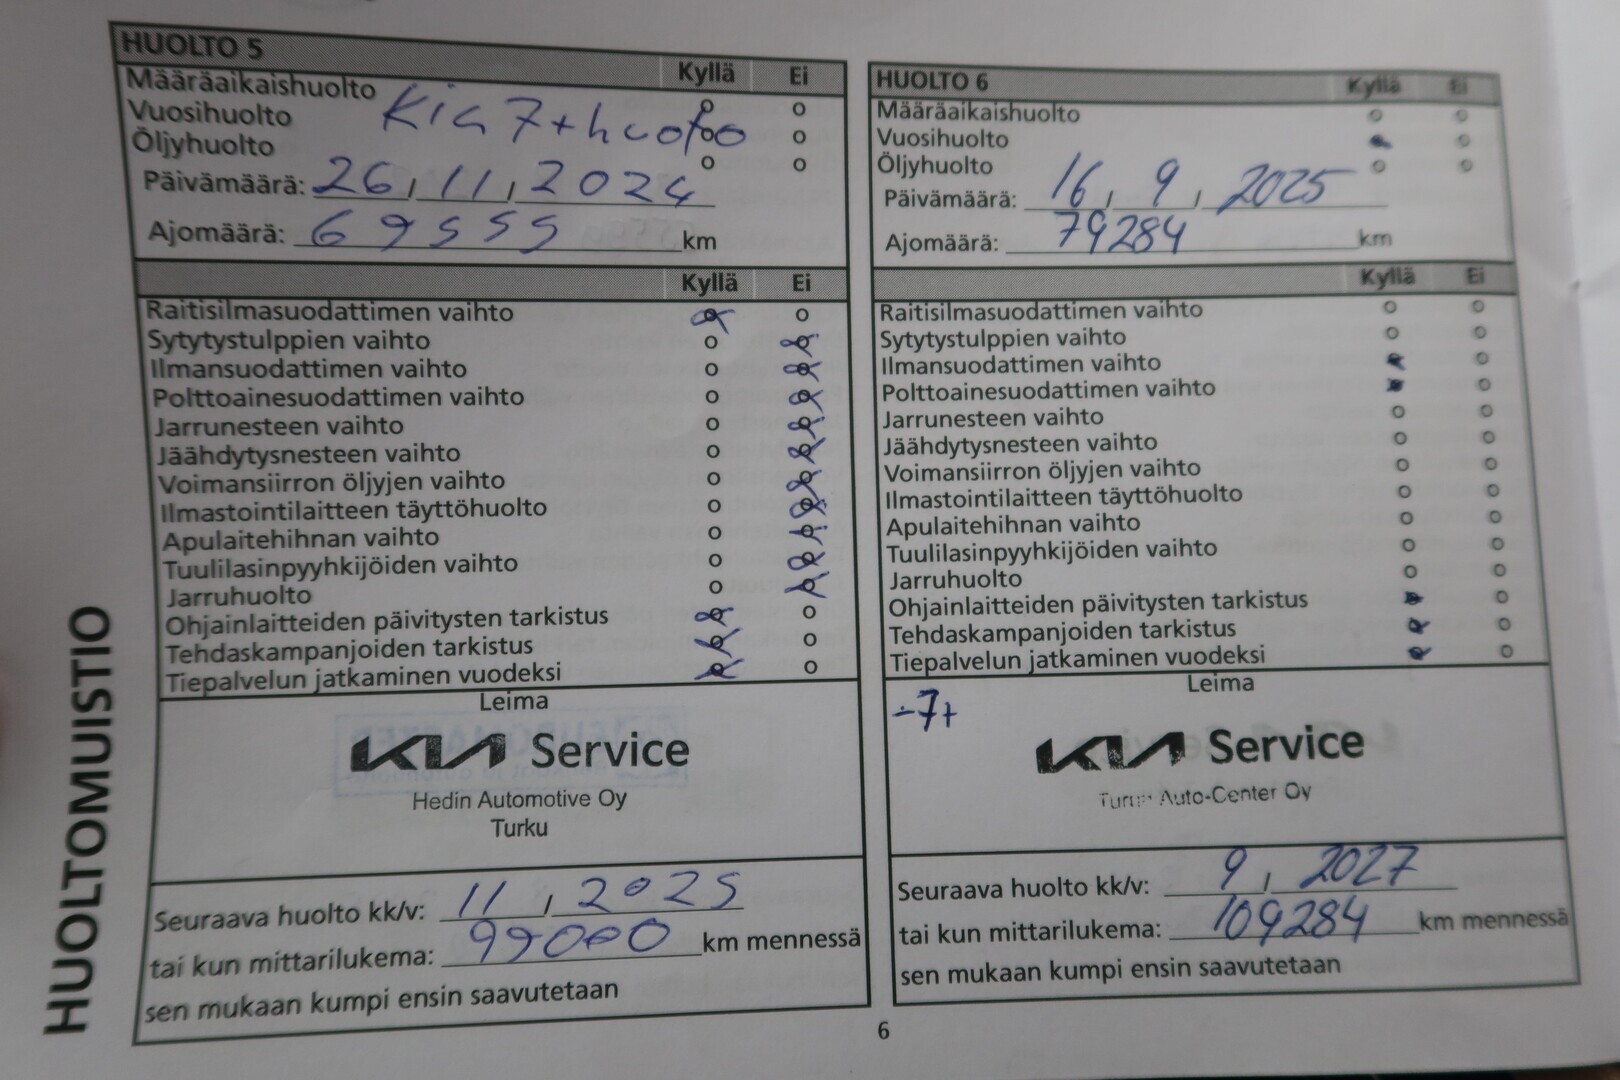 HUOLTOMUISTIO
HUOLTO 5 Kyllä Ei
Määräaikaishuolto
Vuosihuolto Kia 7+huolto
Öljyhuolto
Päivämäärä: 26 / 11 / 2024
Ajomäärä: 69555 km
Kyllä Ei
Raitisilmasuodattimen vaihto
Sytytystulppien vaihto
Ilmansuodattimen vaihto
Polttoainesuodattimen vaihto
Jarrunesteen vaihto
Jäähdytysnesteen vaihto
Voimansiirron öljyjen vaihto
Ilmastointilaitteen täyttöhuolto
Apulaitehihnan vaihto
Tuulilasinpyyhkijöiden vaihto
Jarruhuolto
Ohjainlaitteiden päivitysten tarkistus
Tehdaskampanjoiden tarkistus
Tiepalvelun jatkaminen vuodeksi
Leima
KIA Service
Hedin Automotive Oy
Turku
Seuraava huolto kk/v: 11 / 2025
tai kun mittarilukema: 99000 km mennessä
sen mukaan kumpi ensin saavutetaan
HUOLTO 6 Kyllä Ei
Määräaikaishuolto
Vuosihuolto
Öljyhuolto
Päivämäärä: 16 / 9 / 2025
Ajomäärä: 79284 km
Kyllä Ei
Raitisilmasuodattimen vaihto
Sytytystulppien vaihto
Ilmansuodattimen vaihto
Polttoainesuodattimen vaihto
Jarrunesteen vaihto
Jäähdytysnesteen vaihto
Voimansiirron öljyjen vaihto
Ilmastointilaitteen täyttöhuolto
Apulaitehihnan vaihto
Tuulilasinpyyhkijöiden vaihto
Jarruhuolto
Ohjainlaitteiden päivitysten tarkistus
Tehdaskampanjoiden tarkistus
Tiepalvelun jatkaminen vuodeksi
Leima
-7+
KIA Service
Turun Auto-Center Oy
Seuraava huolto kk/v: 9 / 2027
tai kun mittarilukema: 109284 km mennessä
sen mukaan kumpi ensin saavutetaan
6